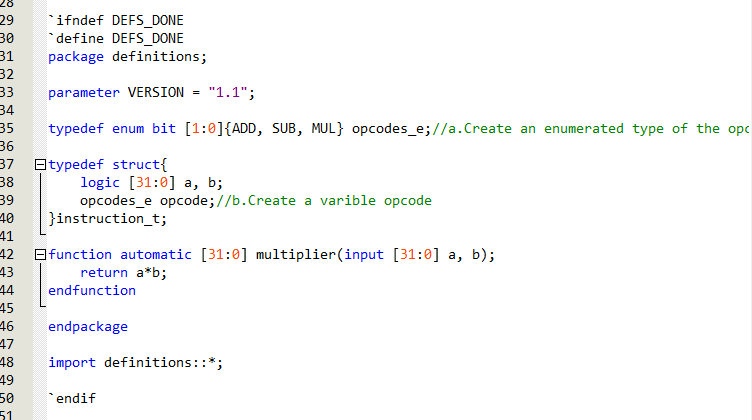 28
29 `ifndef DEFS_DONE
30 `define DEFS_DONE
31 package definitions;
32
33 parameter VERSION = "1.1";
34
35 typedef enum bit [1:0]{ADD, SUB, MUL} opcodes_e;//a.Create an enumerated type of the opc
36
37 typedef struct{
38 logic [31:0] a, b;
39 opcodes_e opcode;//b.Create a varible opcode
40 }instruction_t;
41
42 function automatic [31:0] multiplier(input [31:0] a, b);
43 return a*b;
44 endfunction
45
46 endpackage
47
48 import definitions::*;
49
50 `endif
51